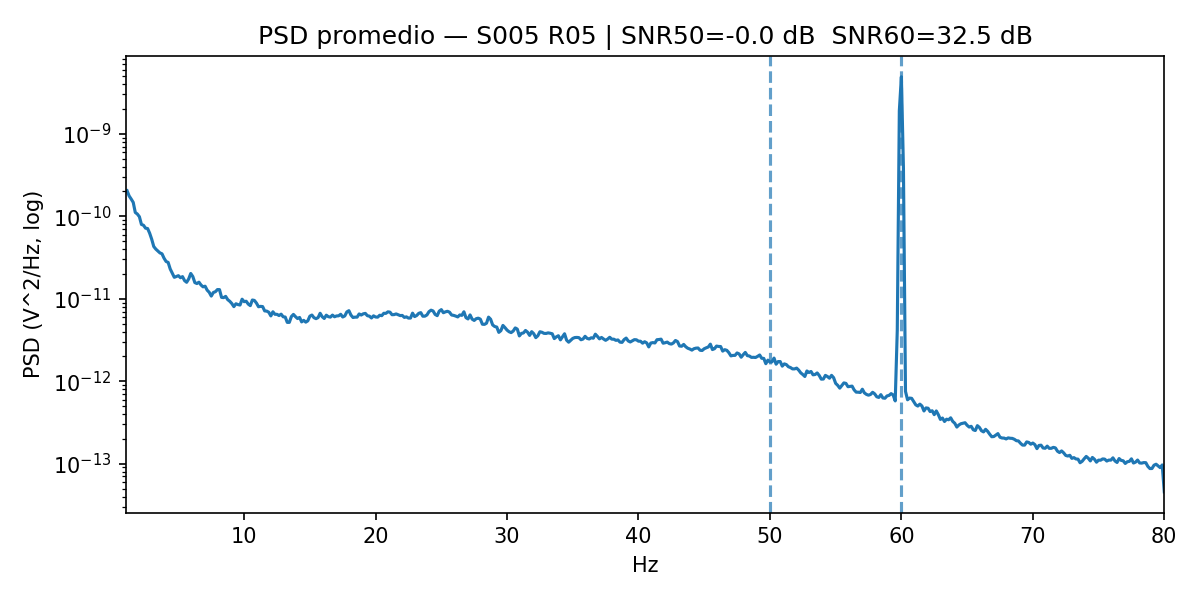 PSD promedio — S005 R05 | SNR50=-0.0 dB  SNR60=32.5 dB
PSD (V^2/Hz, log)
10⁻⁹
10⁻¹⁰
10⁻¹¹
10⁻¹²
10⁻¹³
10 20 30 40 50 60 70 80
Hz